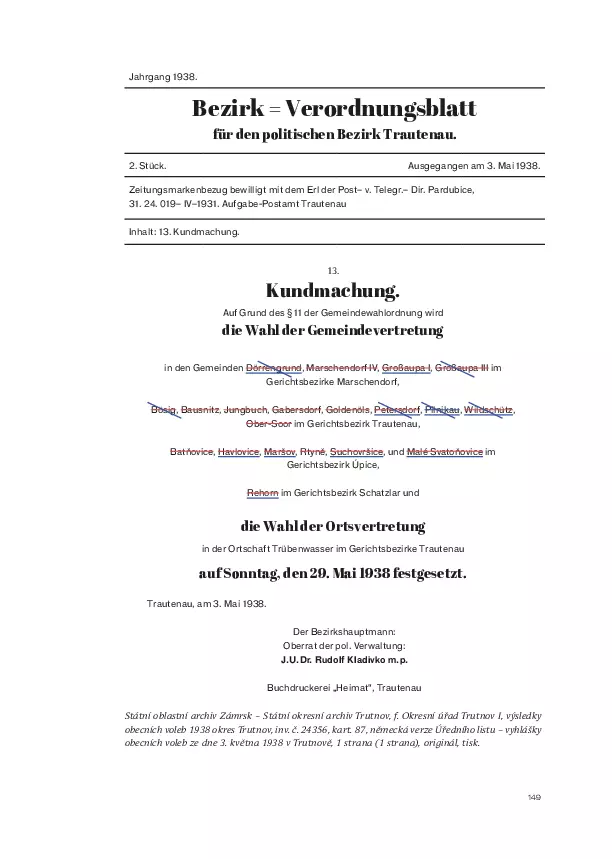 Jahrgang 1938.
Bezirk = Verordnungsblatt
für den politischen Bezirk Trautenau.
2. Stück. Ausgegangen am 3. Mai 1938.
Zeitungsmarkenbezug bewilligt mit dem Erl der Post– v. Telegr.– Dir. Pardubice,
31. 24. 019– IV–1931. Aufgabe-Postamt Trautenau
Inhalt: 13. Kundmachung.
13.
Kundmachung.
Auf Grund des § 11 der Gemeindewahlordnung wird
die Wahl der Gemeindevertretung
in den Gemeinden Dörrengrund, Marschendorf IV, Großaupa I, Großaupa III im
Gerichtsbezirke Marschendorf,
Bösig, Bausnitz, Jungbuch, Gabersdorf, Goldenöls, Petersdorf, Pilnikau, Wildschütz,
Ober-Soor im Gerichtsbezirk Trautenau,
Batňovice, Havlovice, Maršov, Rtyně, Suchovršice, und Malé Svatoňovice im
Gerichtsbezirk Úpice,
Rehorn im Gerichtsbezirk Schatzlar und
die Wahl der Ortsvertretung
in der Ortschaft Trübenwasser im Gerichtsbezirke Trautenau
auf Sonntag, den 29. Mai 1938 festgesetzt.
Trautenau, am 3. Mai 1938.
Der Bezirkshauptmann:
Oberrat der pol. Verwaltung:
J.U.Dr. Rudolf Kladivko m.p.
Buchdruckerei „Heimat", Trautenau
Státní oblastní archiv Zámrsk – Státní okresní archiv Trutnov, f. Okresní úřad Trutnov I, výsledky
obecních voleb 1938 okres Trutnov, inv. č. 24356, kart. 87, německá verze Úředního listu – vyhlášky
obecních voleb ze dne 3. května 1938 v Trutnově, 1 strana (1 strana), originál, tisk.
149